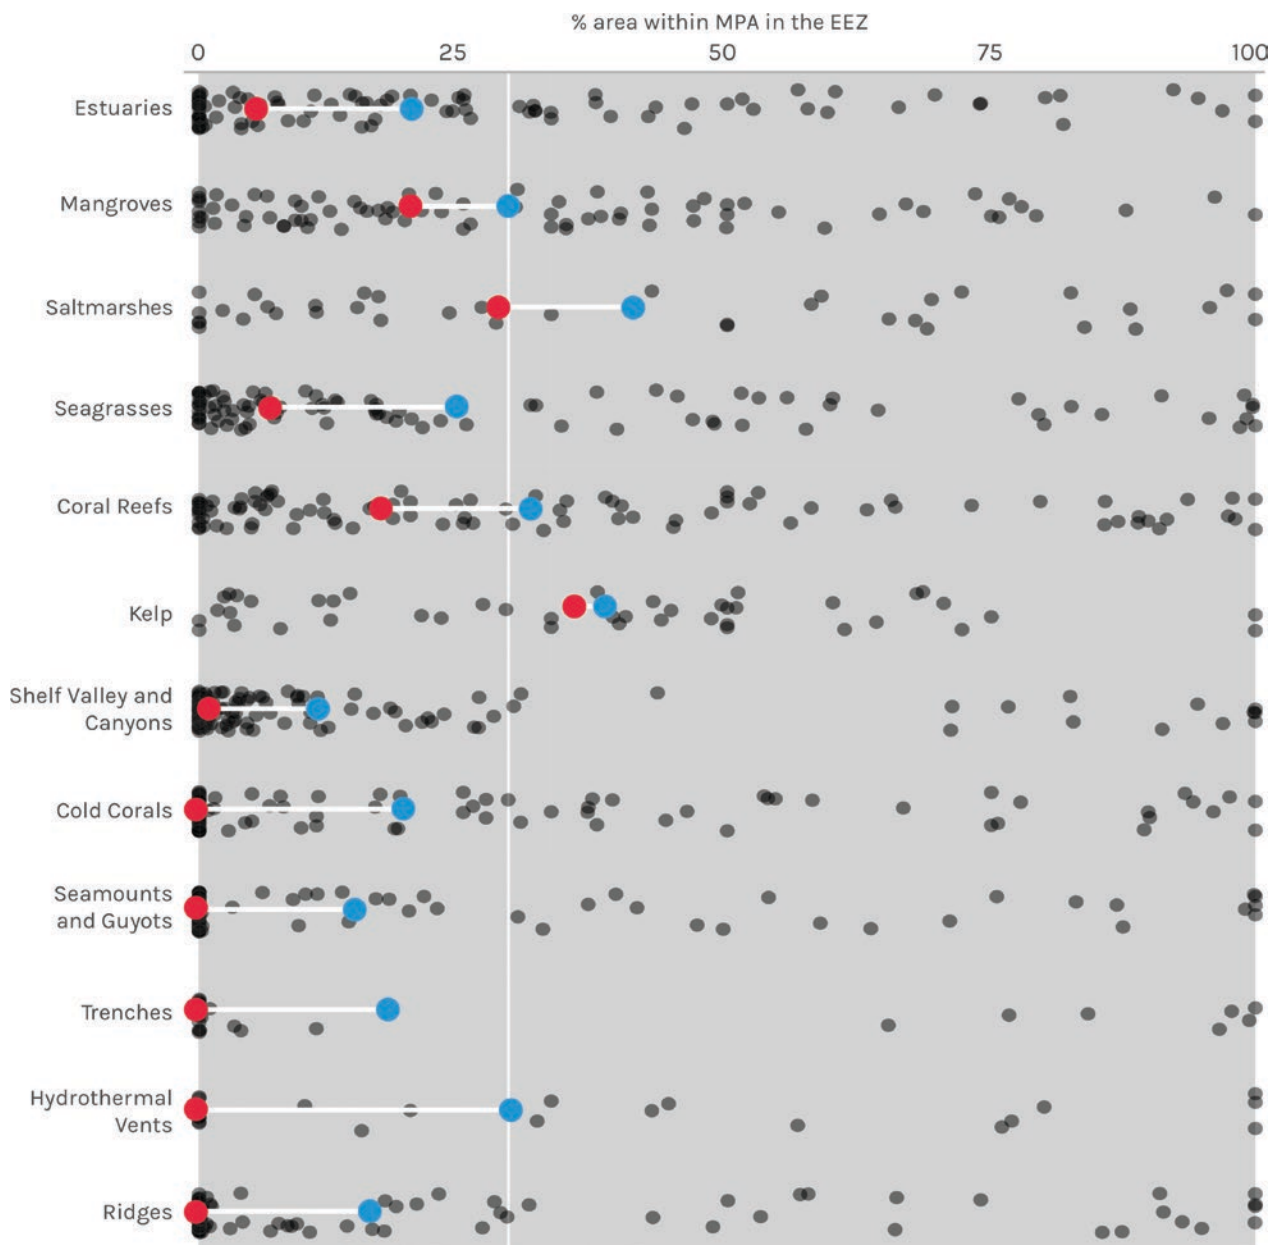 % area within MPA in the EEZ
0 25 50 75 100
Estuaries
Mangroves
Saltmarshes
Seagrasses
Coral Reefs
Kelp
Shelf Valley and
Canyons
Cold Corals
Seamounts
and Guyots
Trenches
Hydrothermal
Vents
Ridges